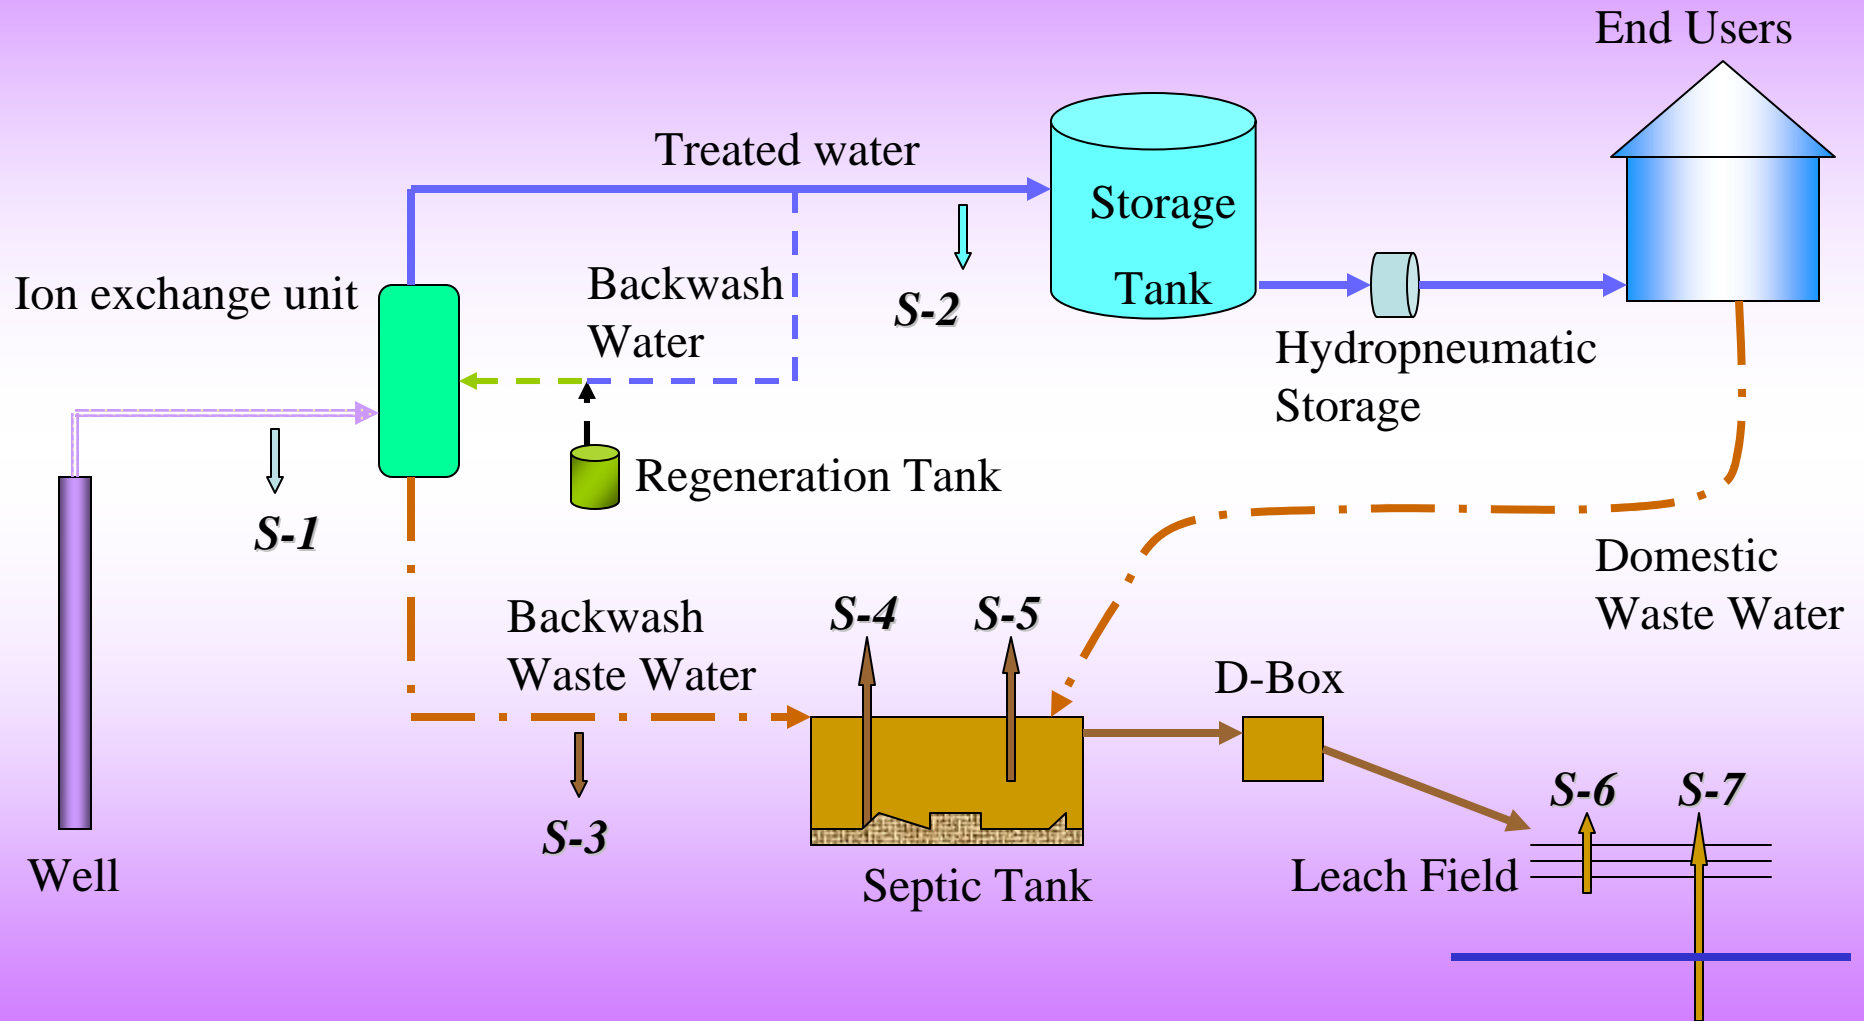 End Users
Treated water
Storage
Tank
Ion exchange unit
Backwash
Water
S-2
Hydropneumatic
Storage
Regeneration Tank
S-1
Domestic
Waste Water
Backwash
Waste Water
S-4
S-5
D-Box
S-3
S-6
S-7
Well
Septic Tank
Leach Field